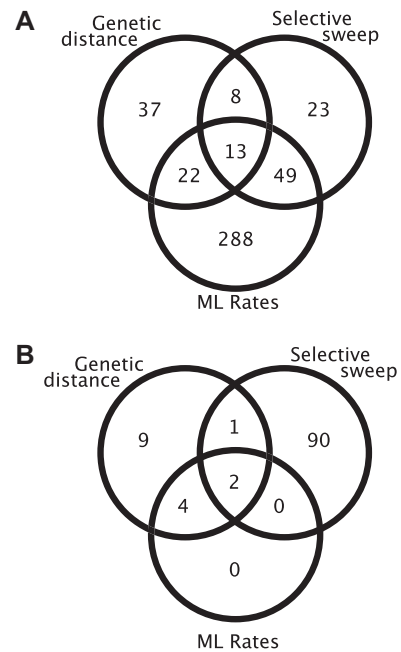 A
Genetic
distance
Selective
sweep
37
8
23
13
22
49
288
ML Rates
B
Genetic
distance
Selective
sweep
9
1
90
2
4
0
0
ML Rates